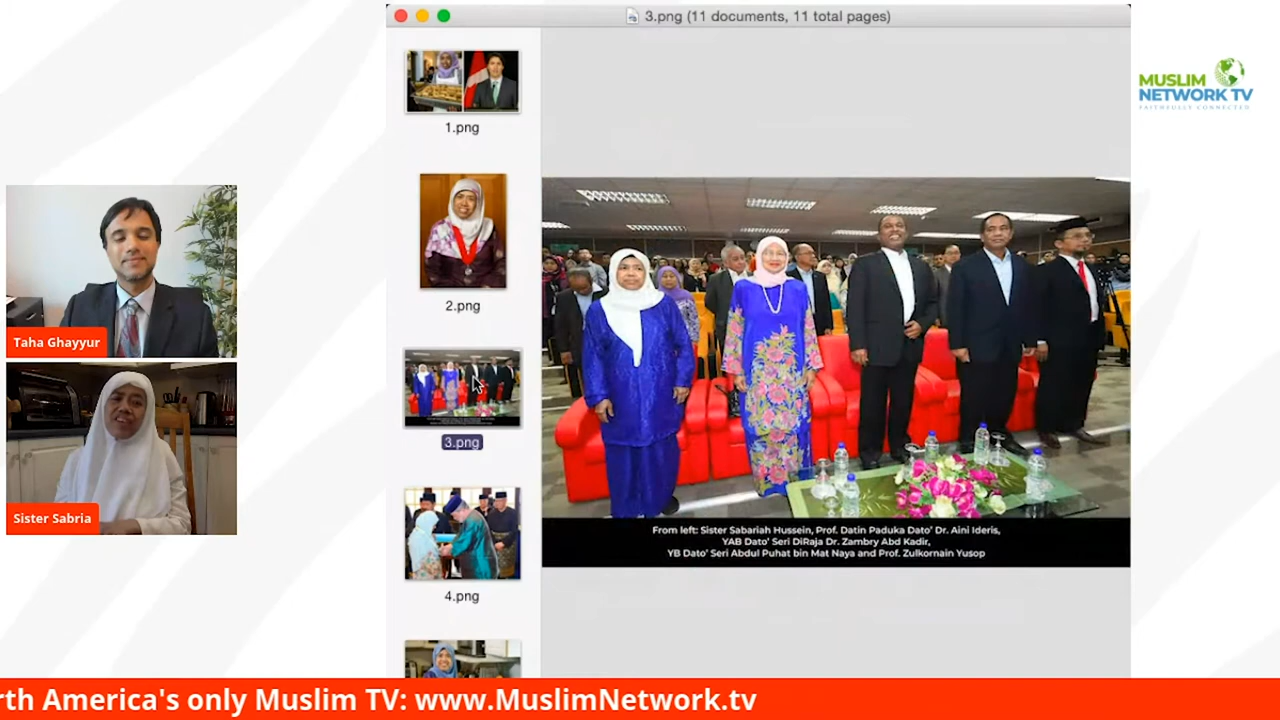 3.png (11 documents, 11 total pages)
1.png
2.png
3.png
4.png
MUSLIM
NETWORK TV
FAITHFULLY CONNECTED
Taha Ghayyur
Sister Sabria
From left: Sister Sabariah Hussein, Prof. Datin Paduka Dato' Dr. Aini Ideris,
YAB Dato' Seri DiRaja Dr. Zambry Abd Kadir,
YB Dato' Seri Abdul Puhat bin Mat Naya and Prof. Zulkornain Yusop
rth America's only Muslim TV: www.MuslimNetwork.tv